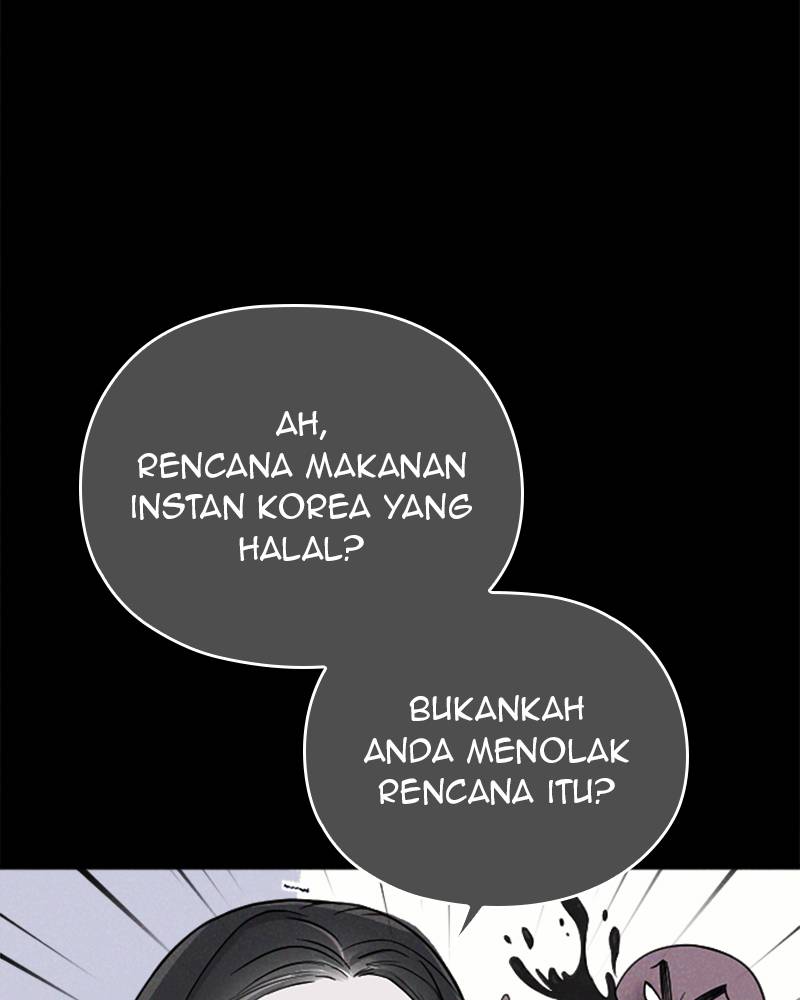 AH,
RENCANA MAKANAN
INSTAN KOREA YANG
HALAL?
BUKANKAH
ANDA MENOLAK
RENCANA ITU?